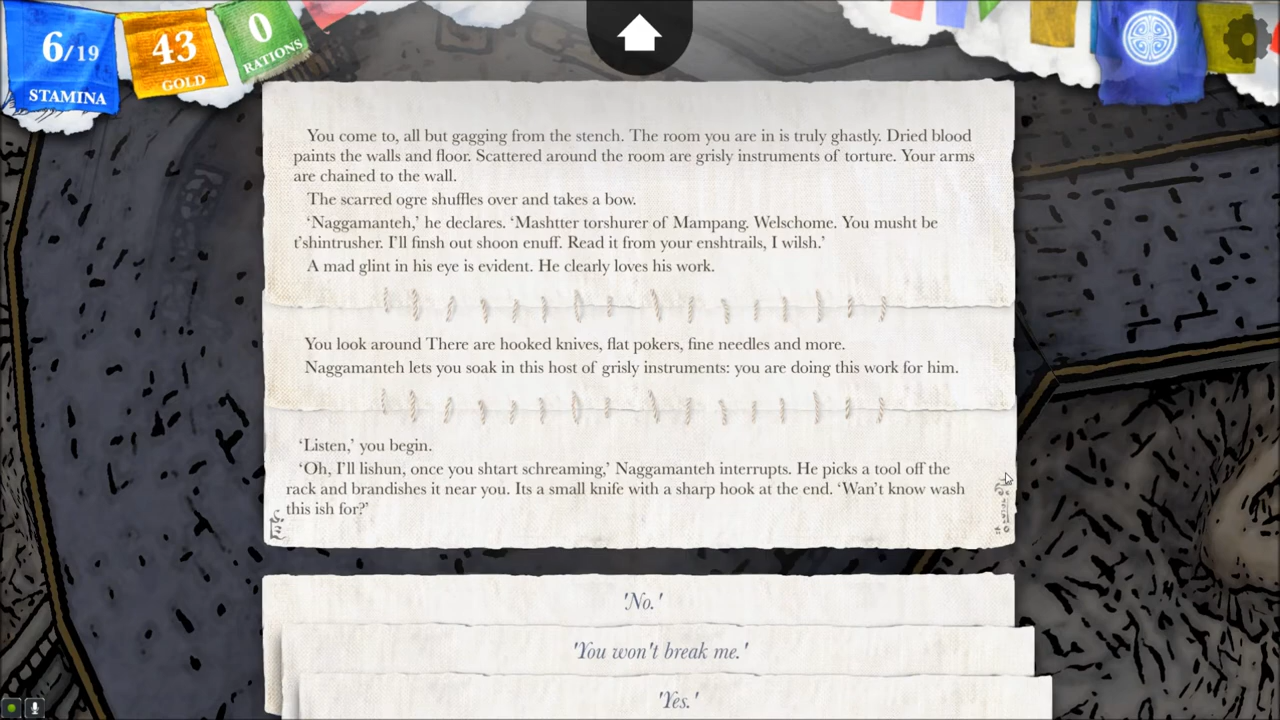 6/19
STAMINA
43
GOLD
0
RATIONS
You come to, all but gagging from the stench. The room you are in is truly ghastly. Dried blood
paints the walls and floor. Scattered around the room are grisly instruments of torture. Your arms
are chained to the wall.
The scarred ogre shuffles over and takes a bow.
‘Naggamanteh,’ he declares. ‘Mashtter torshurer of Mampang. Welschome. You musht be
t’shintrusher. I’ll finsh out shoon enuff. Read it from your enshtrails, I wilsh.’
A mad glint in his eye is evident. He clearly loves his work.
You look around There are hooked knives, flat pokers, fine needles and more.
Naggamanteh lets you soak in this host of grisly instruments: you are doing this work for him.
‘Listen,’ you begin.
‘Oh, I’ll lishun, once you shtart screaming,’ Naggamanteh interrupts. He picks a tool off the
rack and brandishes it near you. Its a small knife with a sharp hook at the end. ‘Wan’t know wash
this ish for?’
'No.'
'You won't break me.'
'Yes.'